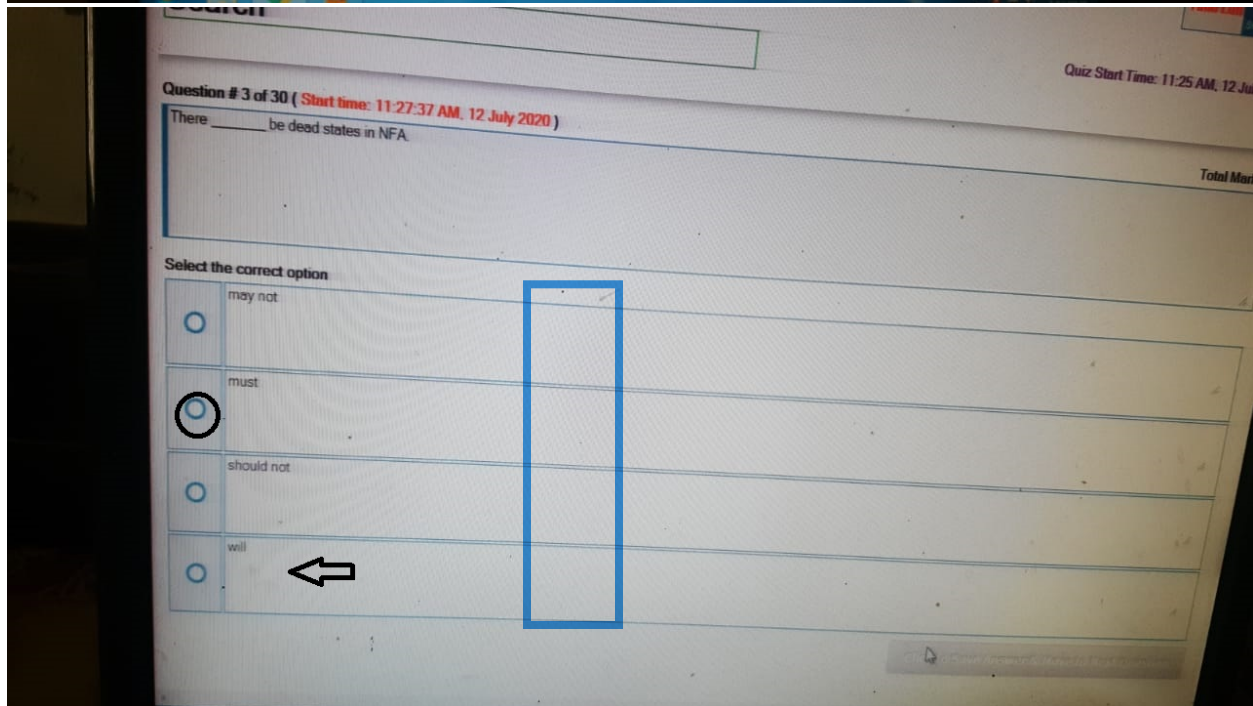 Search
Quiz Start Time: 11:25 AM, 12 Ju
Question # 3 of 30 ( Start time: 11:27:37 AM, 12 July 2020 )
There ______ be dead states in NFA.
Total Mar
Select the correct option
may not
must
should not
will